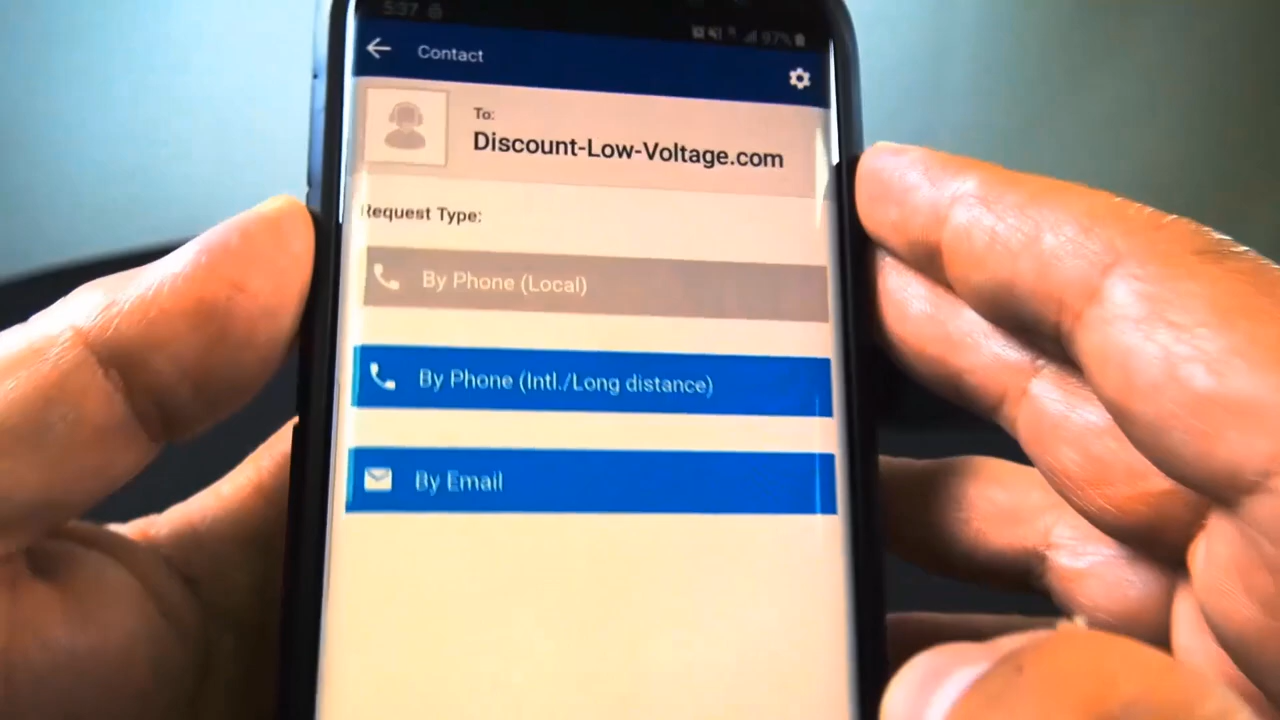 5:37
97%
Contact
To:
Discount-Low-Voltage.com
Request Type:
By Phone (Local)
By Phone (Intl./Long distance)
By Email